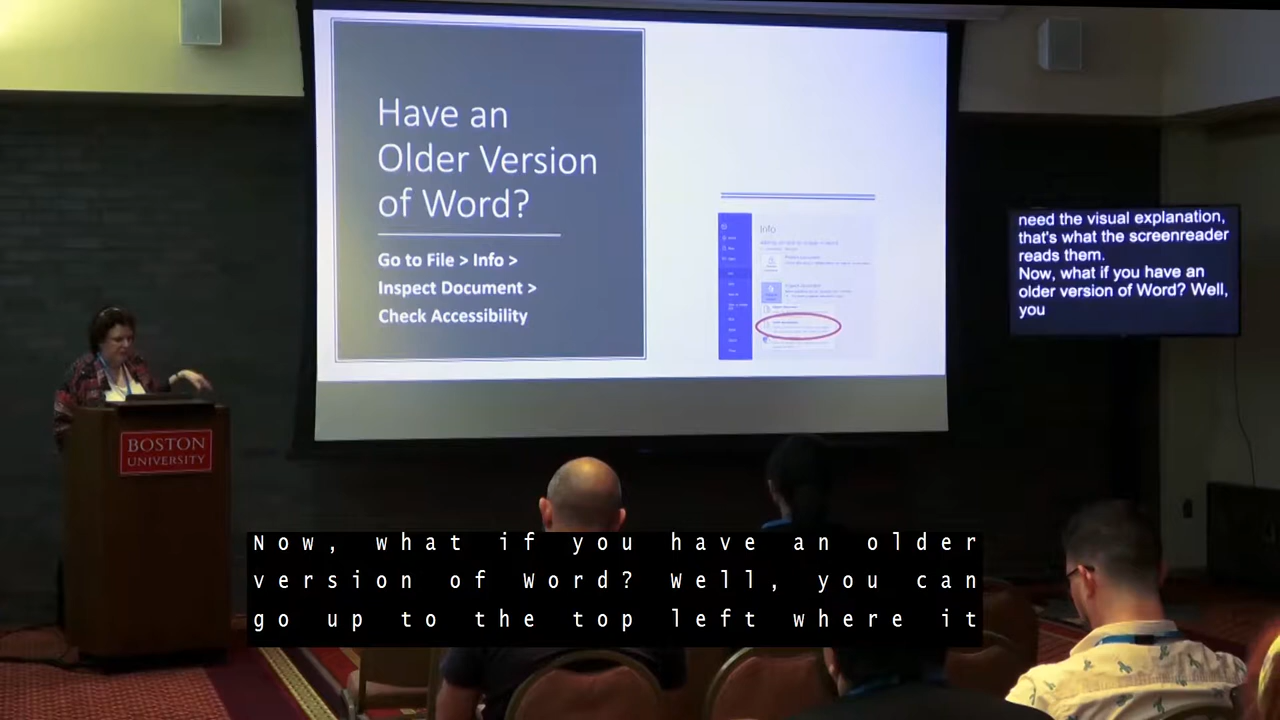 Have an
Older Version
of Word?
Go to File > Info >
Inspect Document >
Check Accessibility
Info
need the visual explanation,
that's what the screenreader
reads them.
Now, what if you have an
older version of Word? Well,
you
BOSTON
UNIVERSITY
Now, what if you have an older
version of Word? Well, you can
go up to the top left where it